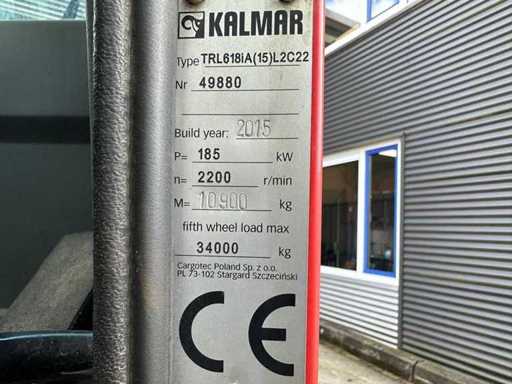 KALMAR
Type TRL618iA(15)L2C22
Nr 49880
Build year: 2015
P= 185 kW
n= 2200 r/min
M= 10900 kg
fifth wheel load max
34000 kg
Cargotec Poland Sp. z o.o.
PL 73-102 Stargard Szczeciński
CE